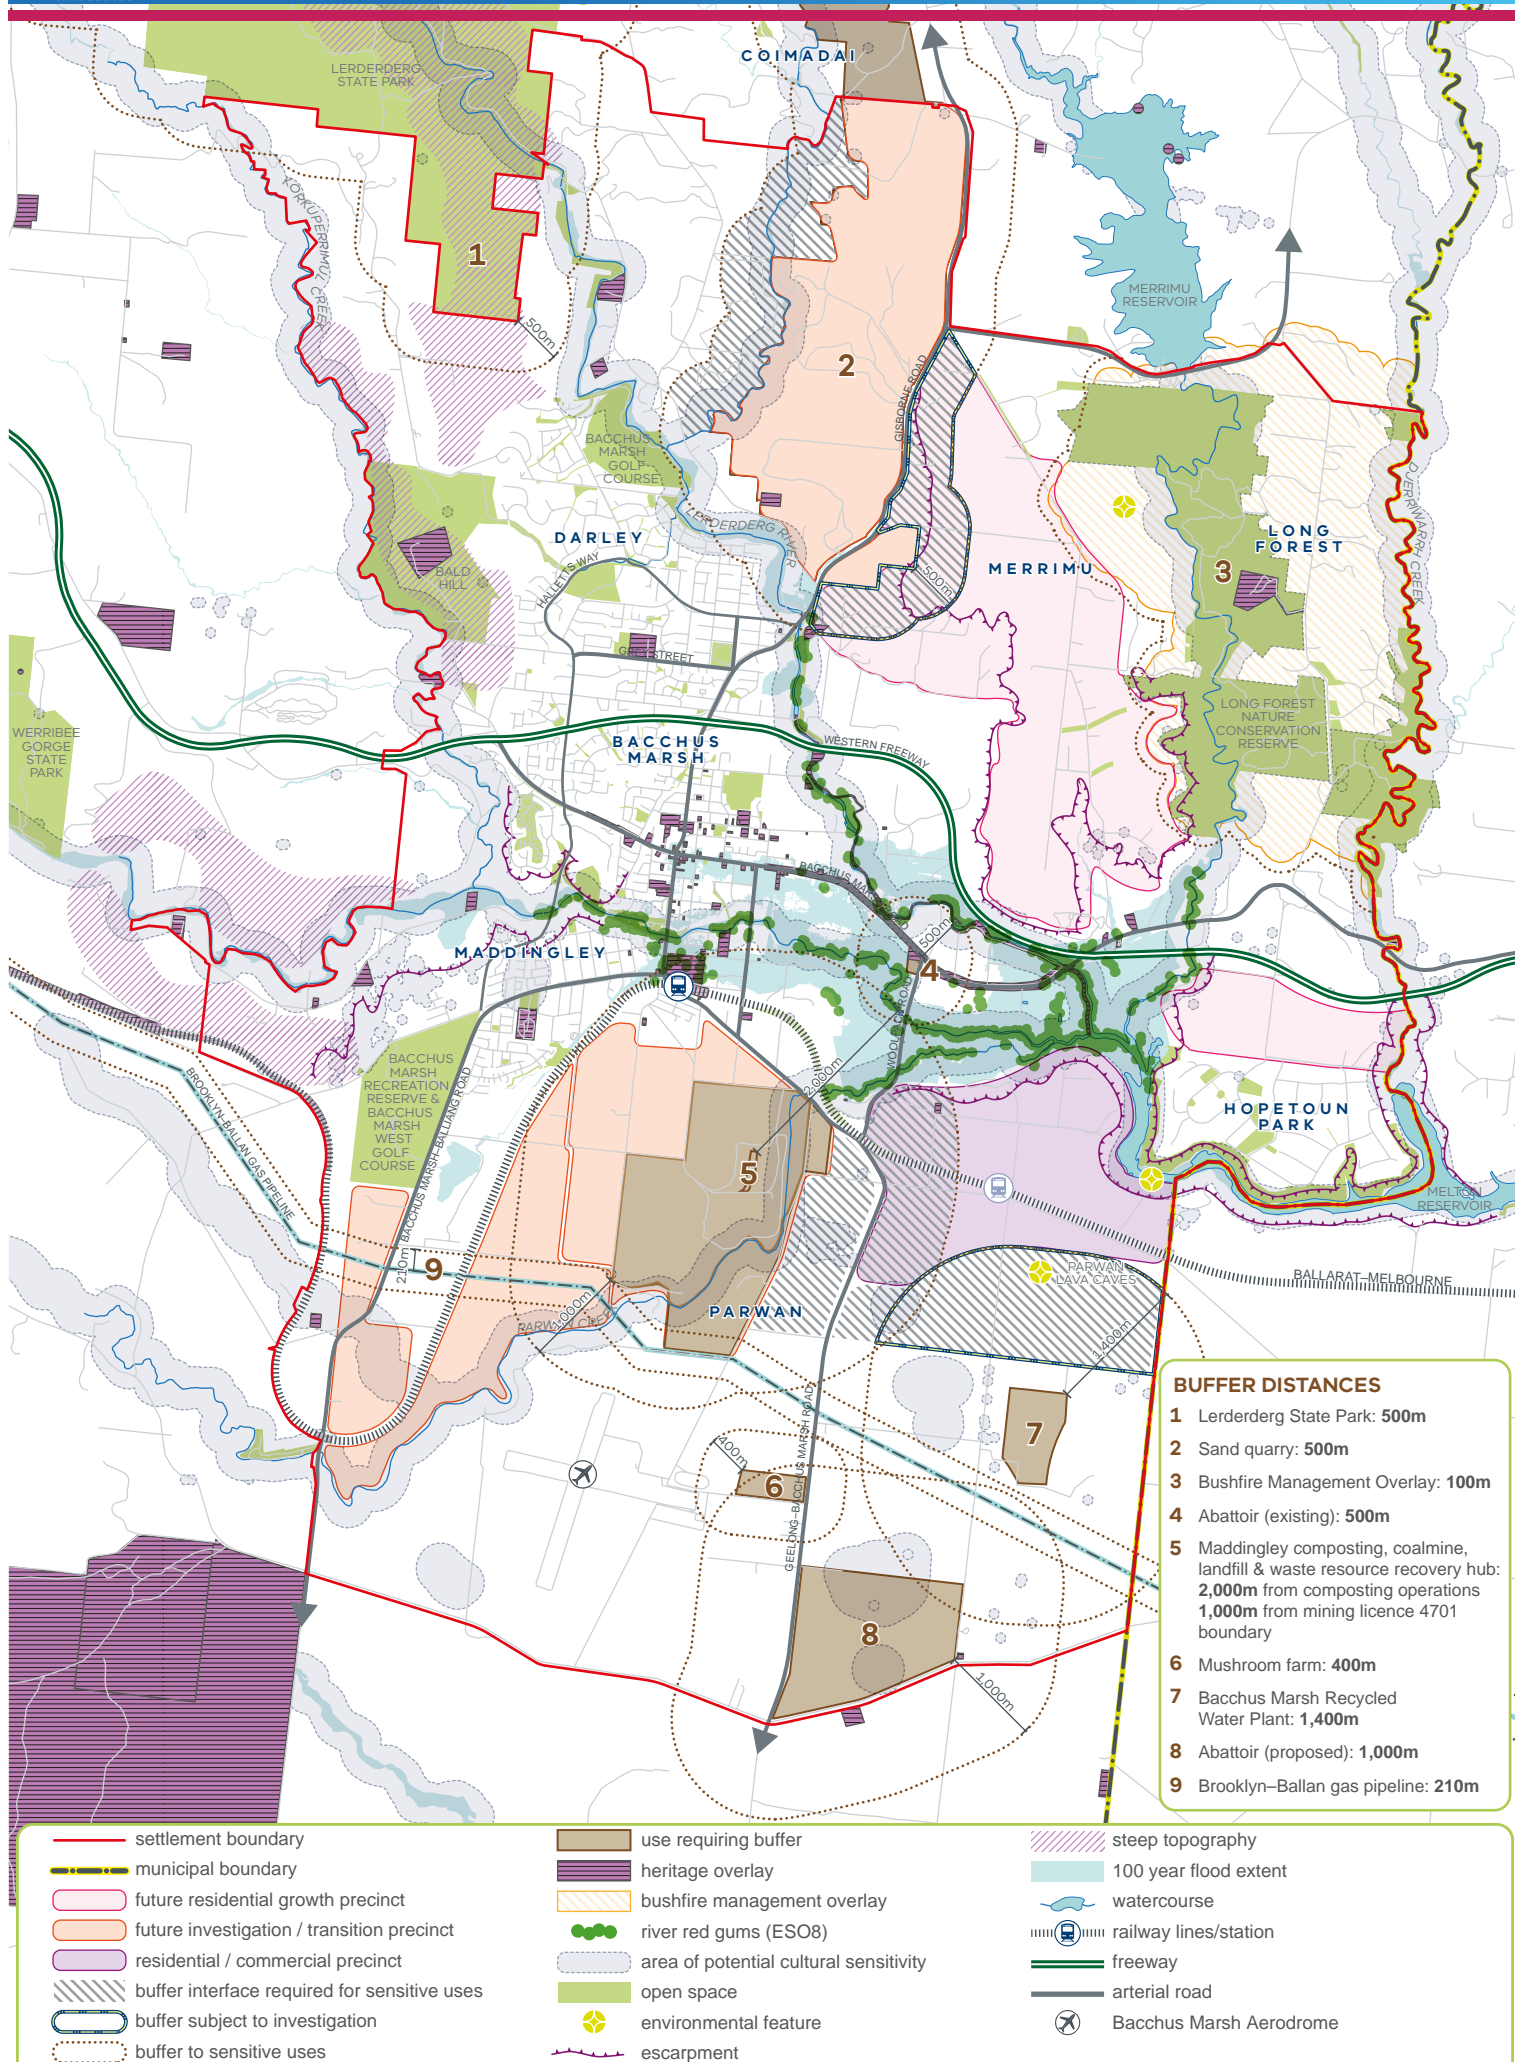 COIMADAI
LERDERDERG
STATE PARK
KORKUPERRIMUL CREEK
1
500m
MERRIMU
RESERVOIR
2
GISBORNE ROAD
BACCHUS
MARSH
GOLF
COURSE
LERDERDERG RIVER
DARLEY
HALLETTS WAY
BALD
HILL
GREY STREET
500m
MERRIMU
LONG
FOREST
3
DJERRIWARRH CREEK
WERRIBEE
GORGE
STATE
PARK
LONG FOREST
NATURE
CONSERVATION
RESERVE
BACCHUS
MARSH
WESTERN FREEWAY
MADDINGLEY
500m
4
BROOKLYN–BALLAN GAS PIPELINE
BACCHUS
MARSH
RECREATION
RESERVE &
BACCHUS
MARSH
WEST
GOLF
COURSE
BACCHUS MARSH–BALLIANG ROAD
2,000m
5
HOPETOUN
PARK
MELTON
RESERVOIR
210m
9
1,000m
PARWAN CREEK
PARWAN
PARWAN
LAVA CAVES
BALLARAT–MELBOURNE
1,400m
7
400m
6
GEELONG–BACCHUS MARSH ROAD
8
1,000m
BUFFER DISTANCES
1 Lerderderg State Park: 500m
2 Sand quarry: 500m
3 Bushfire Management Overlay: 100m
4 Abattoir (existing): 500m
5 Maddingley composting, coalmine,
landfill & waste resource recovery hub:
2,000m from composting operations
1,000m from mining licence 4701
boundary
6 Mushroom farm: 400m
7 Bacchus Marsh Recycled
Water Plant: 1,400m
8 Abattoir (proposed): 1,000m
9 Brooklyn–Ballan gas pipeline: 210m
settlement boundary
municipal boundary
future residential growth precinct
future investigation / transition precinct
residential / commercial precinct
buffer interface required for sensitive uses
buffer subject to investigation
buffer to sensitive uses
use requiring buffer
heritage overlay
bushfire management overlay
river red gums (ESO8)
area of potential cultural sensitivity
open space
environmental feature
escarpment
steep topography
100 year flood extent
watercourse
railway lines/station
freeway
arterial road
Bacchus Marsh Aerodrome